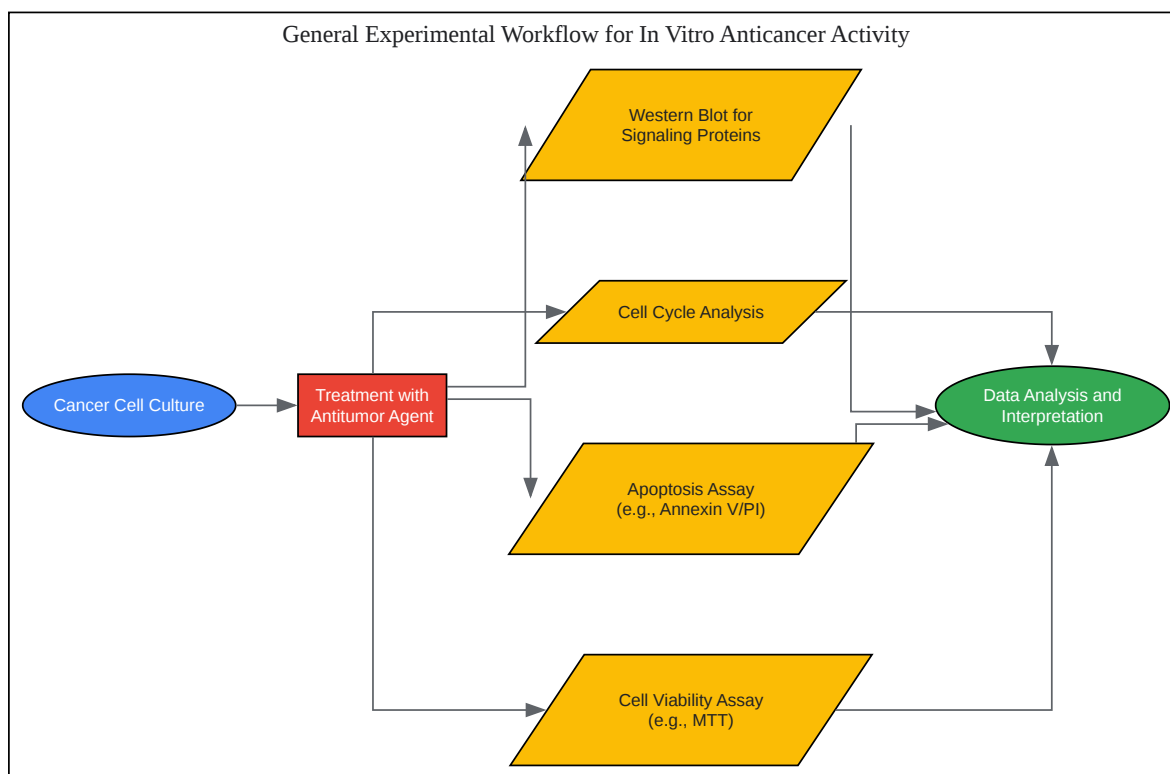 General Experimental Workflow for In Vitro Anticancer Activity
Western Blot for
Signaling Proteins
Cell Cycle Analysis
Cancer Cell Culture
Treatment with
Antitumor Agent
Data Analysis and
Interpretation
Apoptosis Assay
(e.g., Annexin V/PI)
Cell Viability Assay
(e.g., MTT)